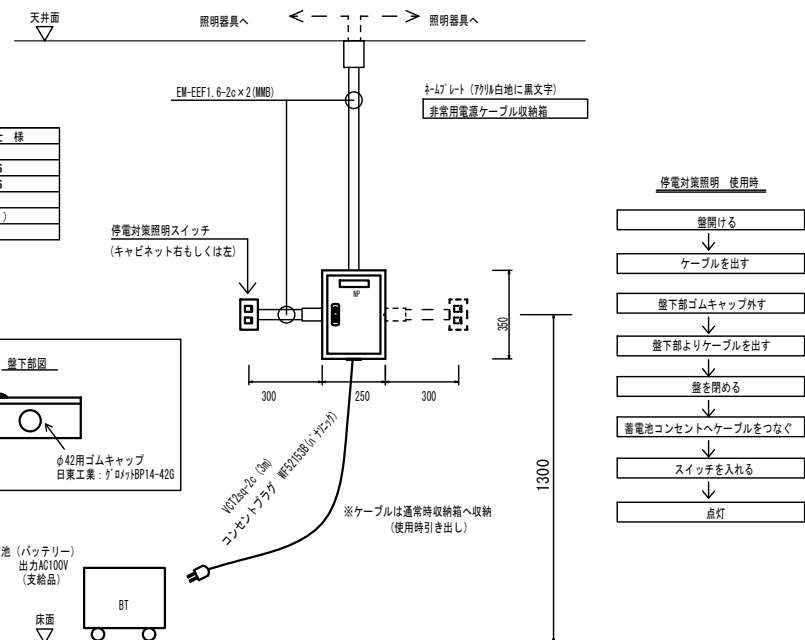 天井面
照明器具へ
照明器具へ
EM-EEF1.6-2c×2(MMB)
ネームプレート (アクリル白地に黒文字)
非常用電源ケーブル収納箱
様
6
6
)
停電対策照明スイッチ
(キャビネット右もしくは左)
NP
350
300
250
300
1300
盤下部図
φ42用ゴムキャップ
日東工業:グロメットBP14-42G
VCT2sq-2c (3m)
コンセントプラグ WF52153B(パナソニック)
※ケーブルは通常時収納箱へ収納
(使用時引き出し)
池 (バッテリー)
出力AC100V
(支給品)
BT
床面
停電対策照明 使用時
盤開ける
ケーブルを出す
盤下部ゴムキャップ外す
盤下部よりケーブルを出す
盤を閉める
蓄電池コンセントへケーブルをつなぐ
スイッチを入れる
点灯